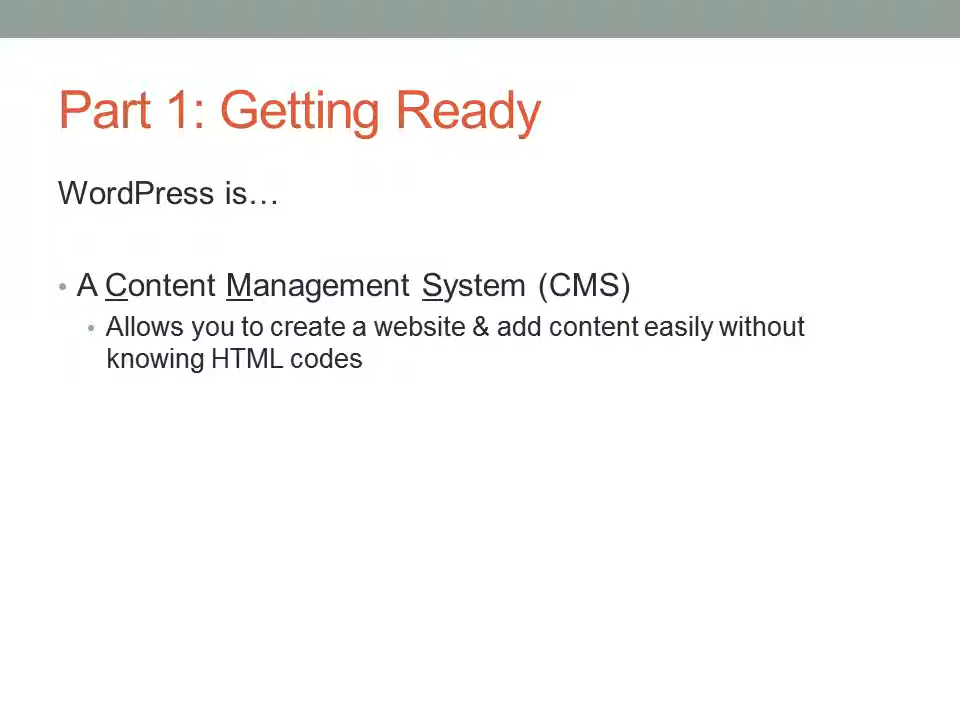 Part 1: Getting Ready
WordPress is…
• A Content Management System (CMS)
• Allows you to create a website & add content easily without
knowing HTML codes